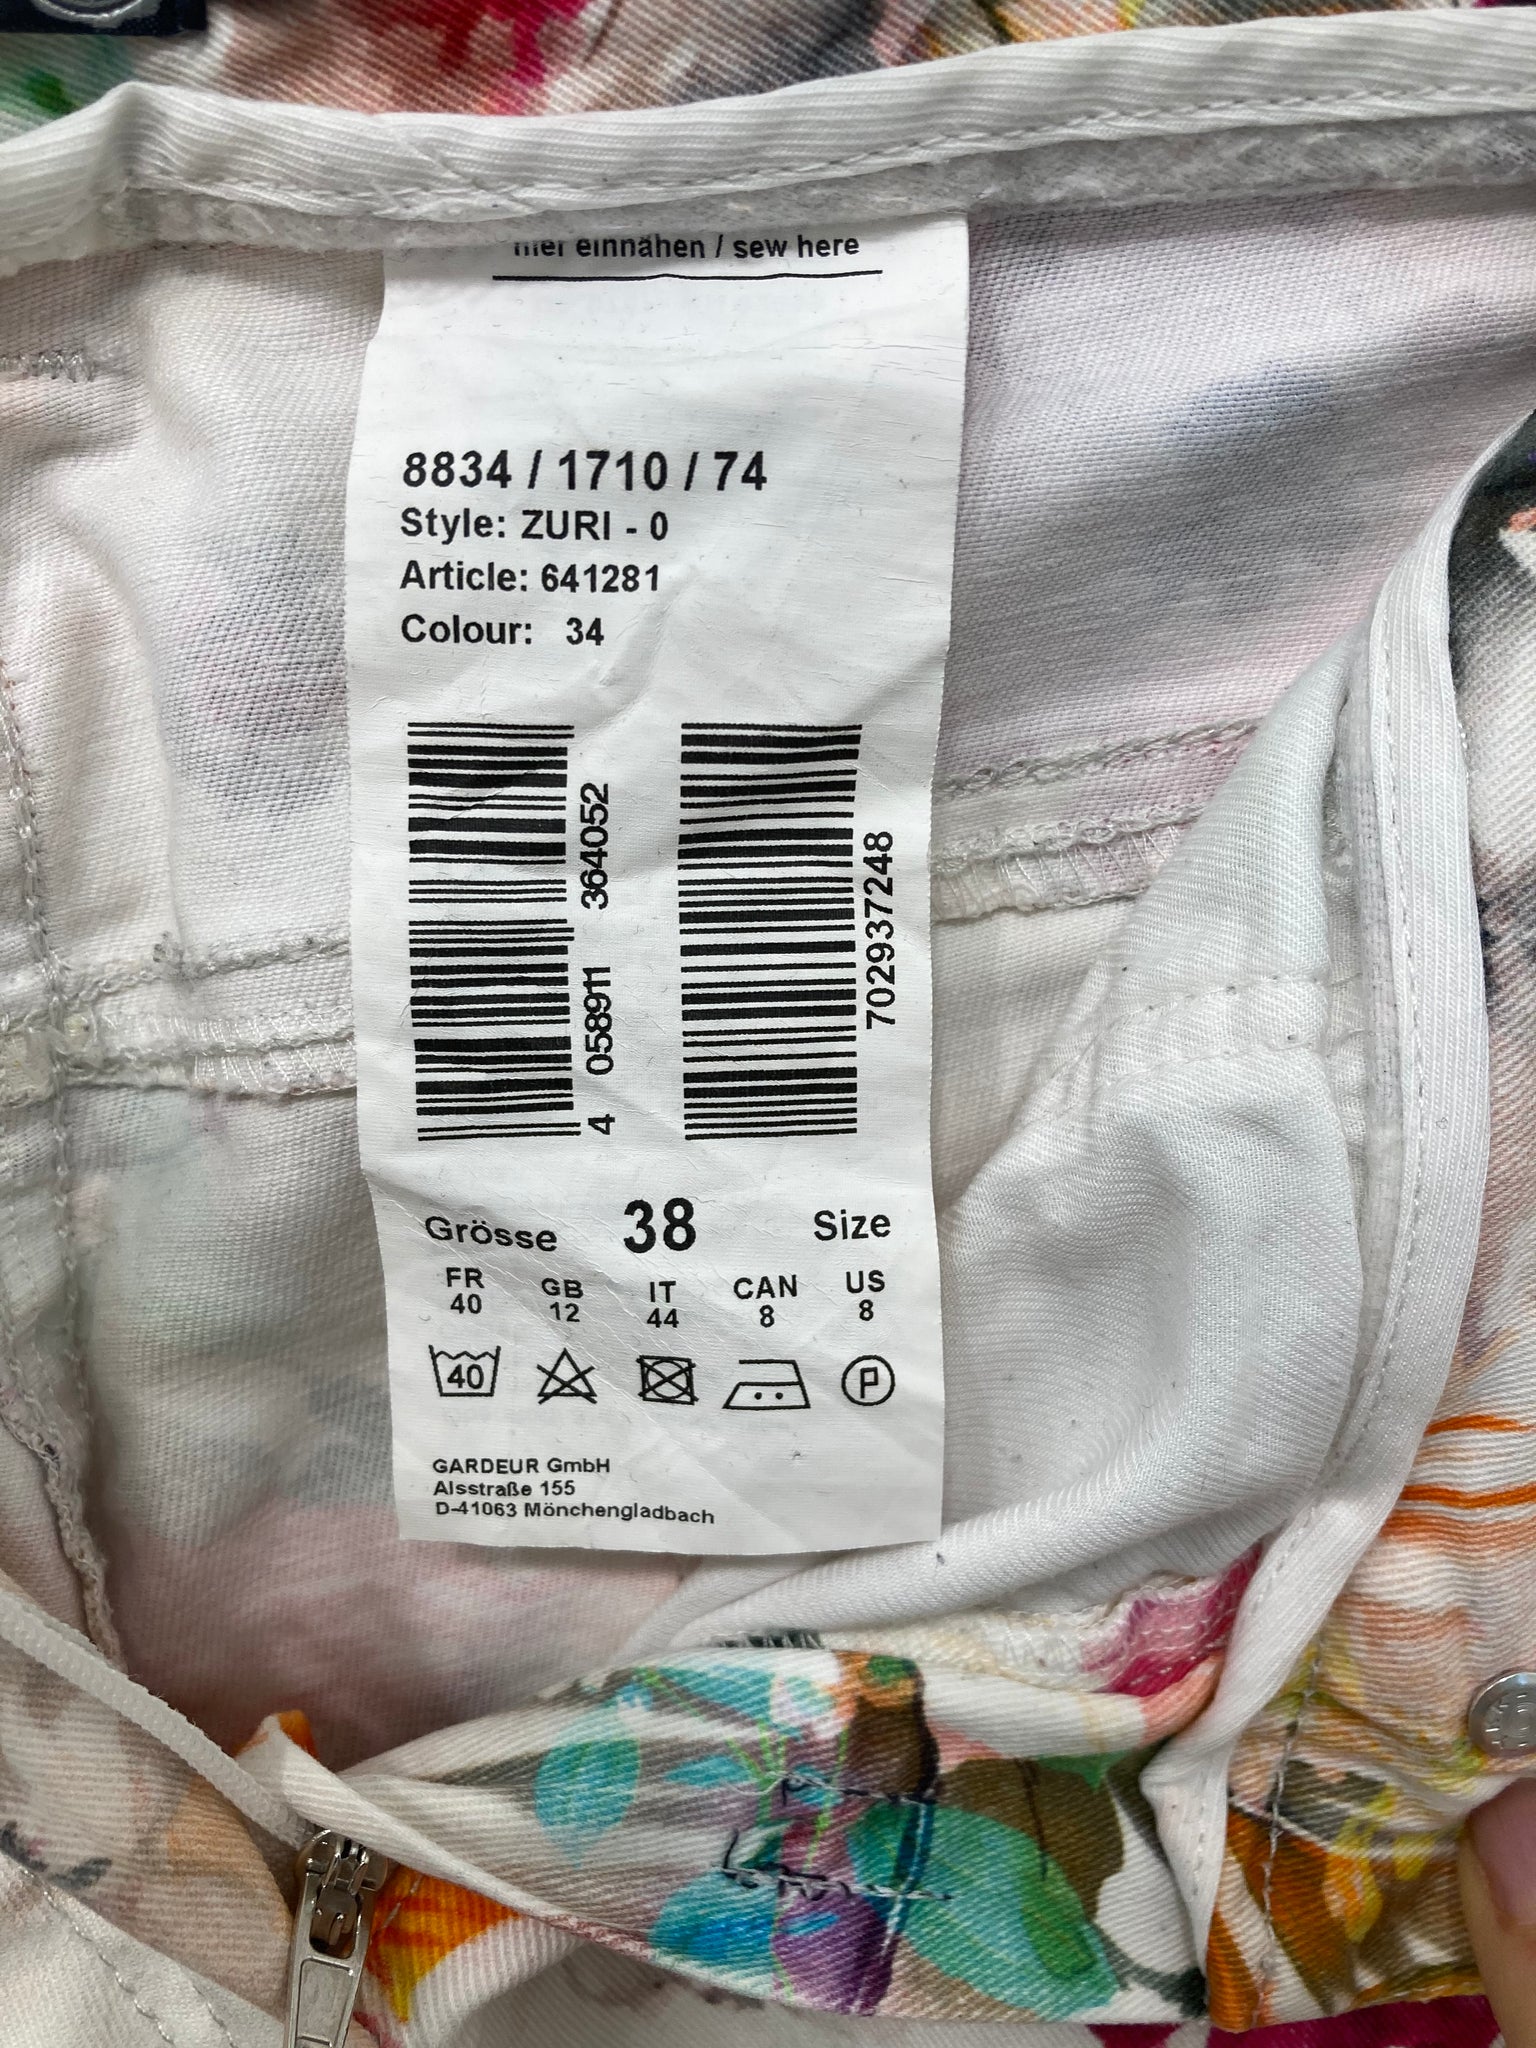 hier einnähen / sew here
8834 / 1710 / 74
Style: ZURI - 0
Article: 641281
Colour: 34
4 058911 364052
702937248
Grösse 38 Size
FR GB IT CAN US
40 12 44 8 8
40 P
GARDEUR GmbH
Alsstraße 155
D-41063 Mönchengladbach